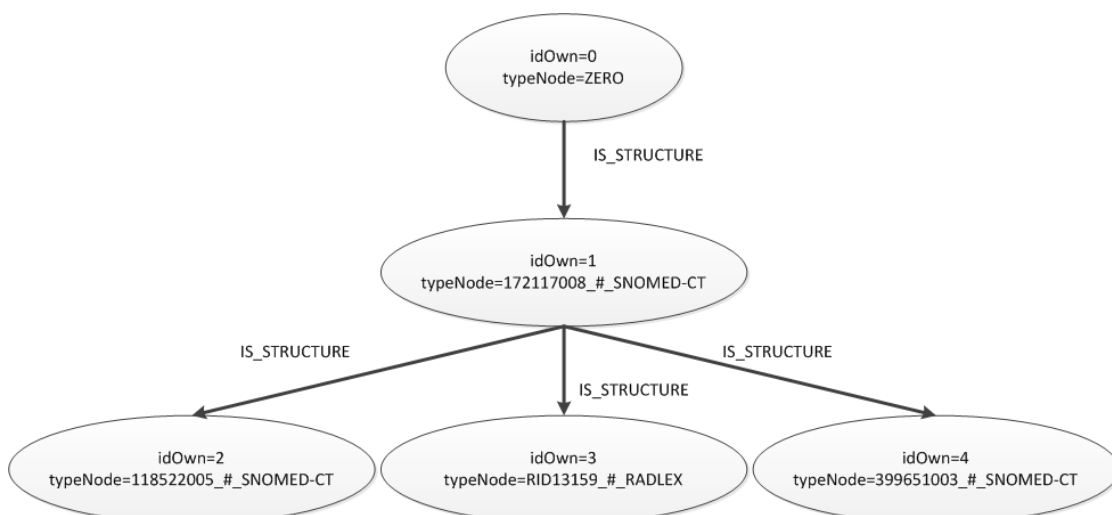 idOwn=0
typeNode=ZERO
IS_STRUCTURE
idOwn=1
typeNode=172117008_#_SNOMED-CT
IS_STRUCTURE
IS_STRUCTURE
IS_STRUCTURE
idOwn=2
typeNode=118522005_#_SNOMED-CT
idOwn=3
typeNode=RID13159_#_RADLEX
idOwn=4
typeNode=399651003_#_SNOMED-CT